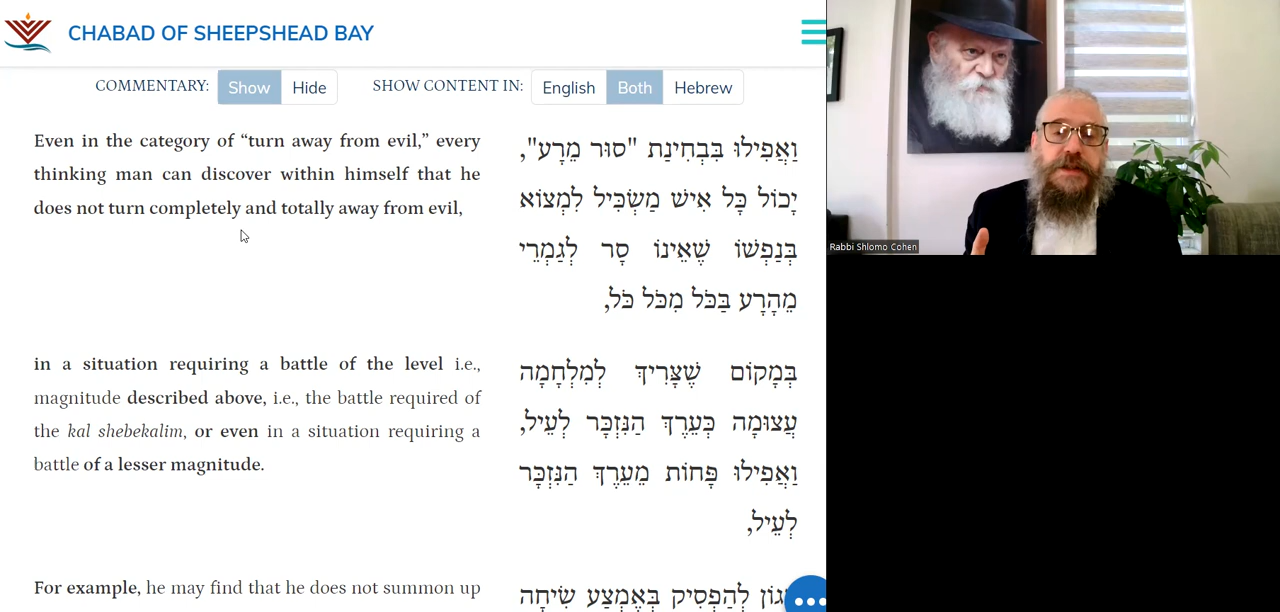 CHABAD OF SHEEPSHEAD BAY
COMMENTARY: Show Hide SHOW CONTENT IN: English Both Hebrew
Even in the category of “turn away from evil,” every
thinking man can discover within himself that he
does not turn completely and totally away from evil,
וַאֲפִילוּ בִּבְחִינַת "סוּר מֵרָע",
יָכוֹל כָּל אִישׁ מַשְׂכִּיל לִמְצוֹא
בְּנַפְשׁוֹ שֶׁאֵינוֹ סָר לְגַמְרֵי
מֵהָרָע בַּכֹּל מִכֹּל כֹּל,
in a situation requiring a battle of the level i.e.,
magnitude described above, i.e., the battle required of
the kal shebekalim, or even in a situation requiring a
battle of a lesser magnitude.
בְּמָקוֹם שֶׁצָּרִיךְ לְמִלְחָמָה
עֲצוּמָה כְּעֵרֶךְ הַנִּזְכָּר לְעֵיל,
וַאֲפִילוּ פָּחוֹת מֵעֵרֶךְ הַנִּזְכָּר
לְעֵיל,
For example, he may find that he does not summon up
כְּגוֹן לְהַפְסִיק בְּאֶמְצַע שִׂיחָה
Rabbi Shlomo Cohen